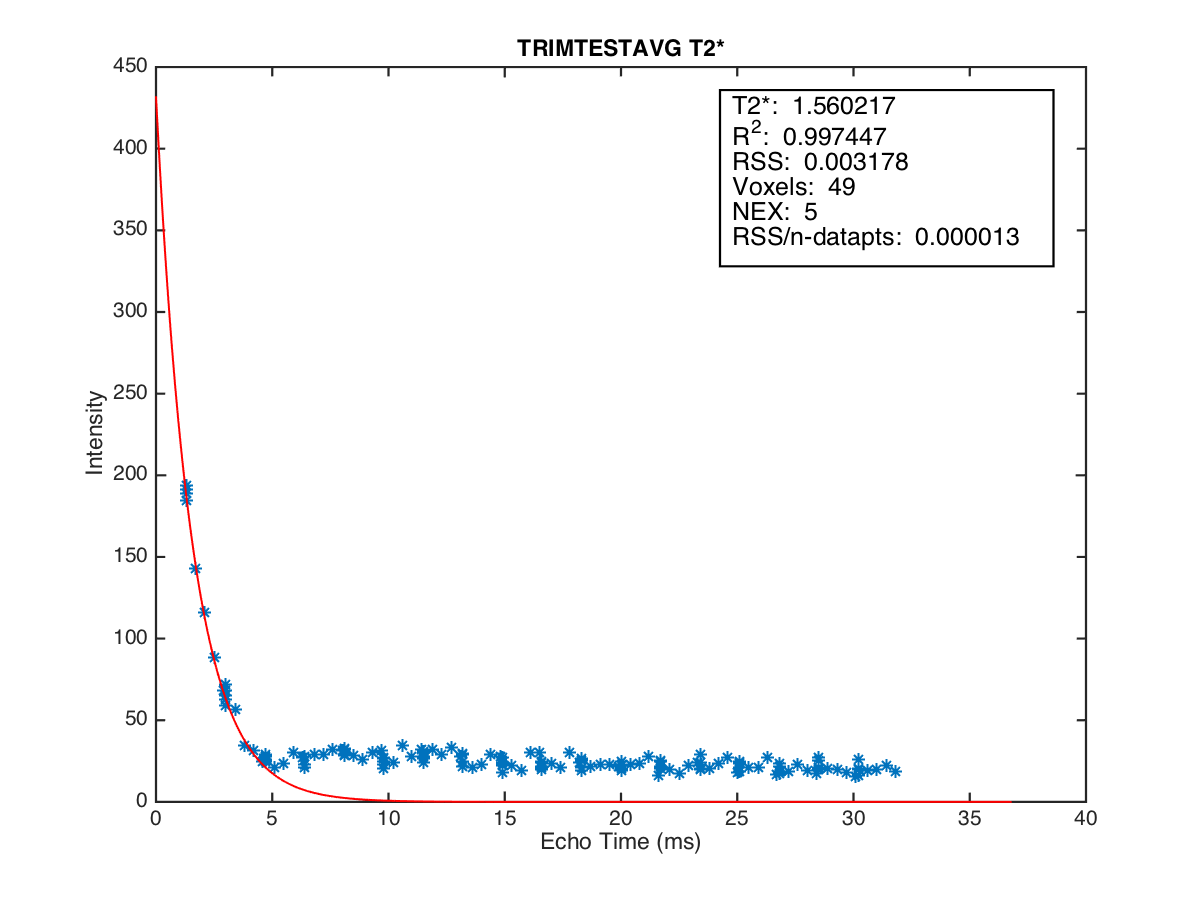 TRIMTESTAVG T2*
450
400
350
300
250
200
150
100
50
0
Intensity
T2*: 1.560217
R²: 0.997447
RSS: 0.003178
Voxels: 49
NEX: 5
RSS/n-datapts: 0.000013
0 5 10 15 20 25 30 35 40
Echo Time (ms)